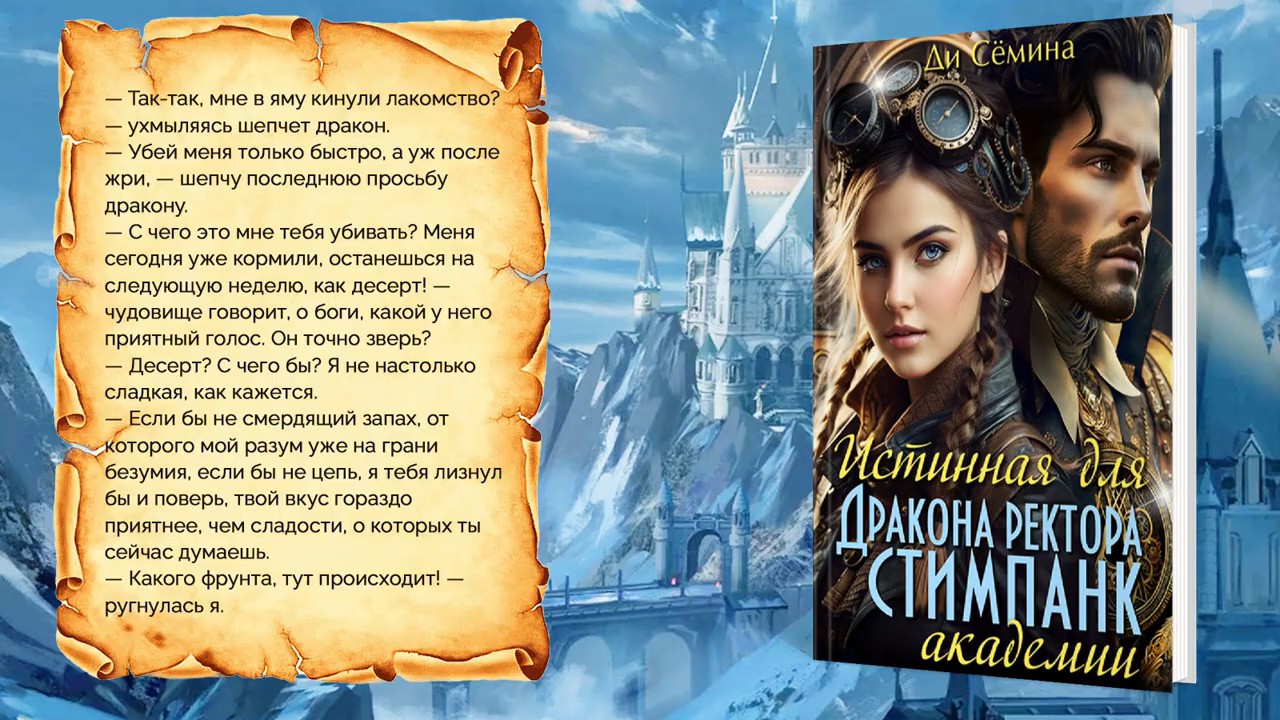 — Так-так, мне в яму кинули лакомство?
— ухмыляясь шепчет дракон.
— Убей меня только быстро, а уж после
жри, — шепчу последнюю просьбу
дракону.
— С чего это мне тебя убивать? Меня
сегодня уже кормили, останешься на
следующую неделю, как десерт! —
чудовище говорит, о боги, какой у него
приятный голос. Он точно зверь?
— Десерт? С чего бы? Я не настолько
сладкая, как кажется.
— Если бы не смердящий запах, от
которого мой разум уже на грани
безумия, если бы не цепь, я тебя лизнул
бы и поверь, твой вкус гораздо
приятнее, чем сладости, о которых ты
сейчас думаешь.
— Какого фрунта, тут происходит! —
ругнулась я.
Ди Сёмина
Истинная для
ДРАКОНА РЕКТОРА
СТИМПАНК
академии